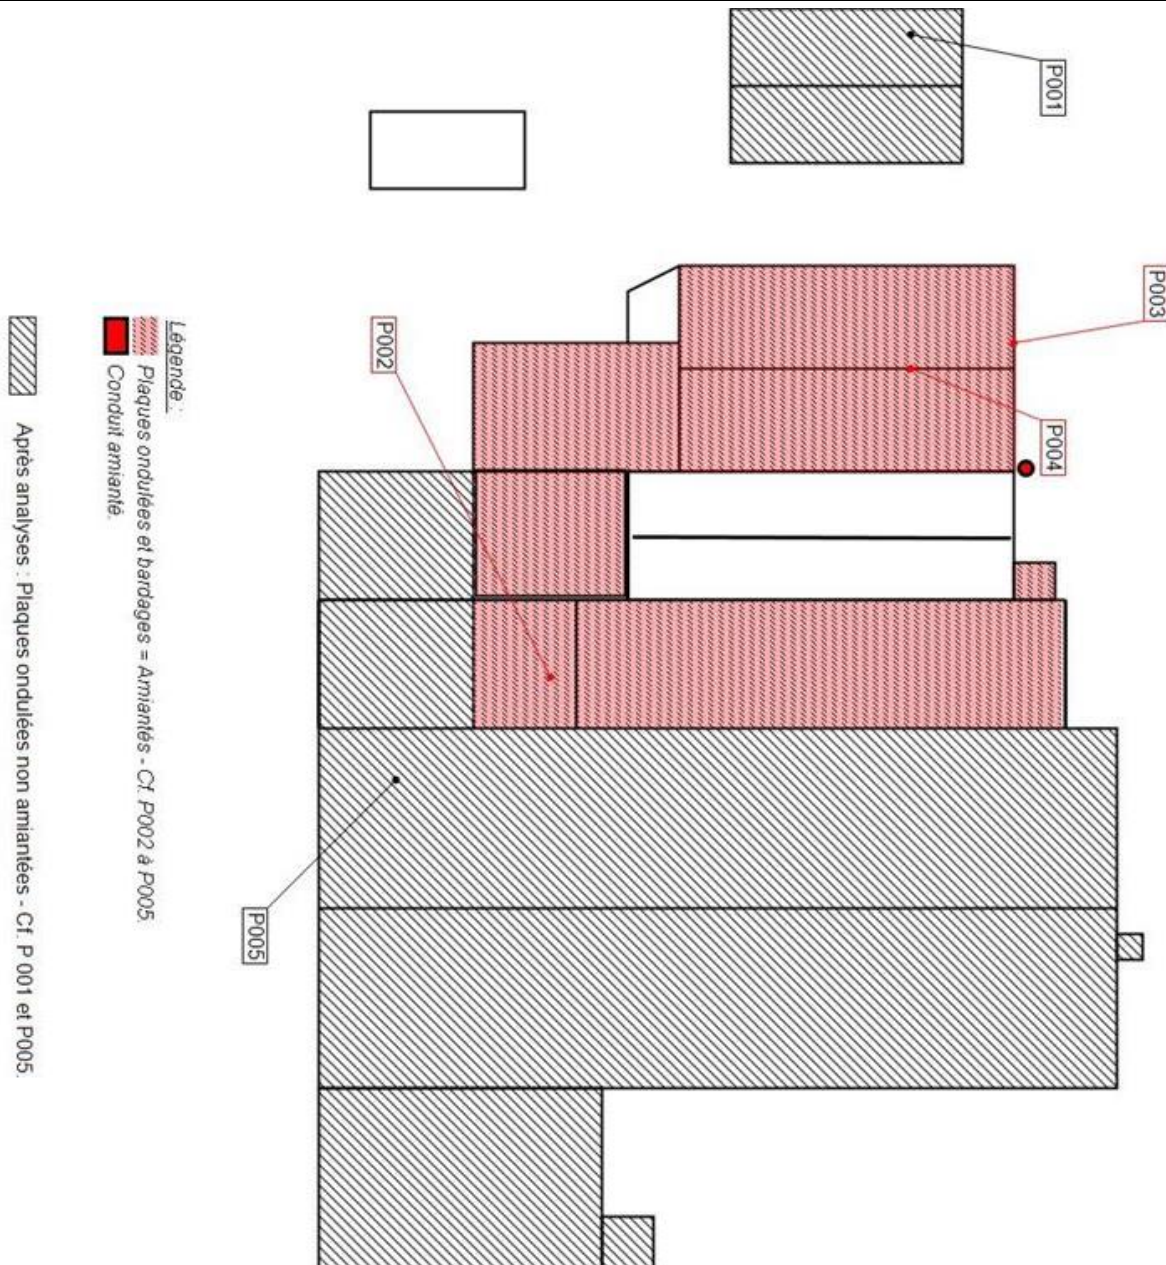 P001
P003
P004
P002
P005
Légende :
Plaques ondulées et bardages = Amiantés - Cf. P002 à P005.
Conduit amianté.
Après analyses : Plaques ondulées non amiantées - Cf. P 001 et P005.